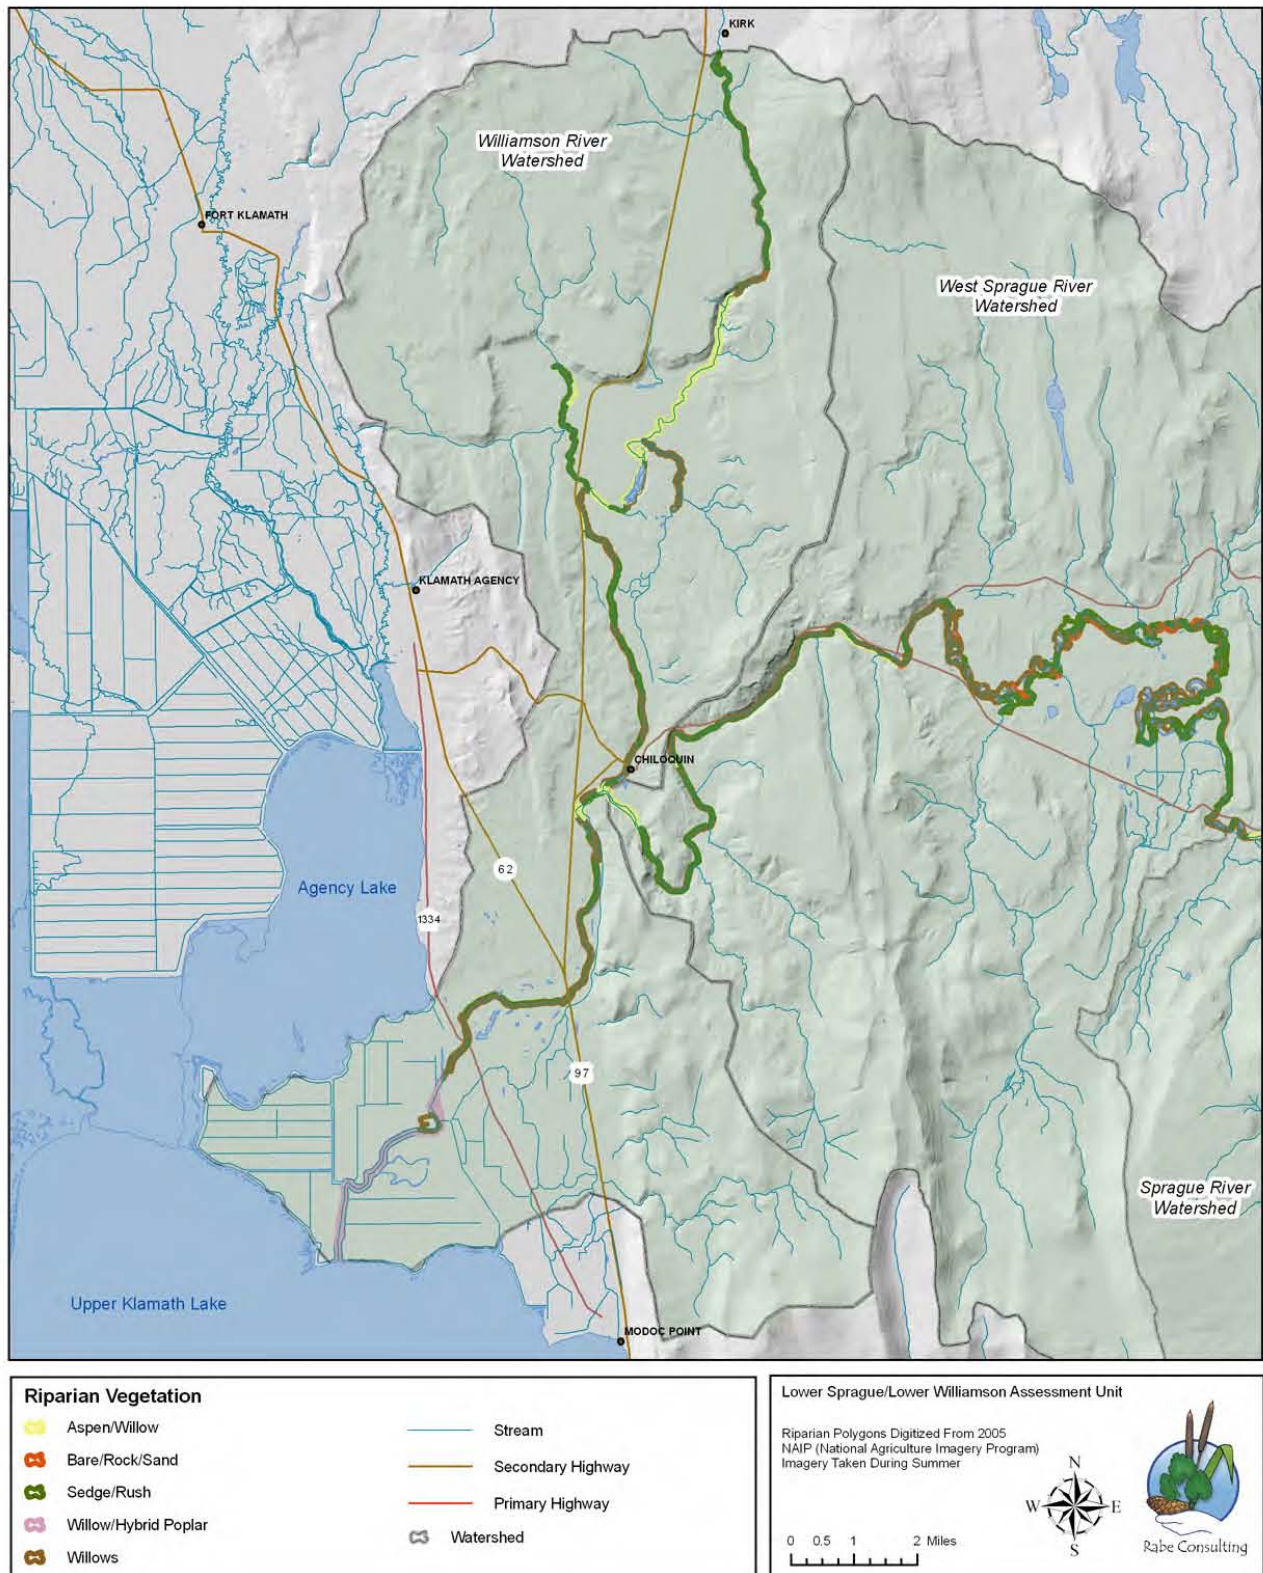 KIRK
Williamson River
Watershed
FORT KLAMATH
West Sprague River
Watershed
KLAMATH AGENCY
CHILOQUIN
62
Agency Lake
1334
97
Sprague River
Watershed
Upper Klamath Lake
MODOC POINT
Riparian Vegetation
Aspen/Willow
Bare/Rock/Sand
Sedge/Rush
Willow/Hybrid Poplar
Willows
Stream
Secondary Highway
Primary Highway
Watershed
Lower Sprague/Lower Williamson Assessment Unit
Riparian Polygons Digitized From 2005
NAIP (National Agriculture Imagery Program)
Imagery Taken During Summer
N
W E
S
0 0.5 1 2 Miles
Rabe Consulting